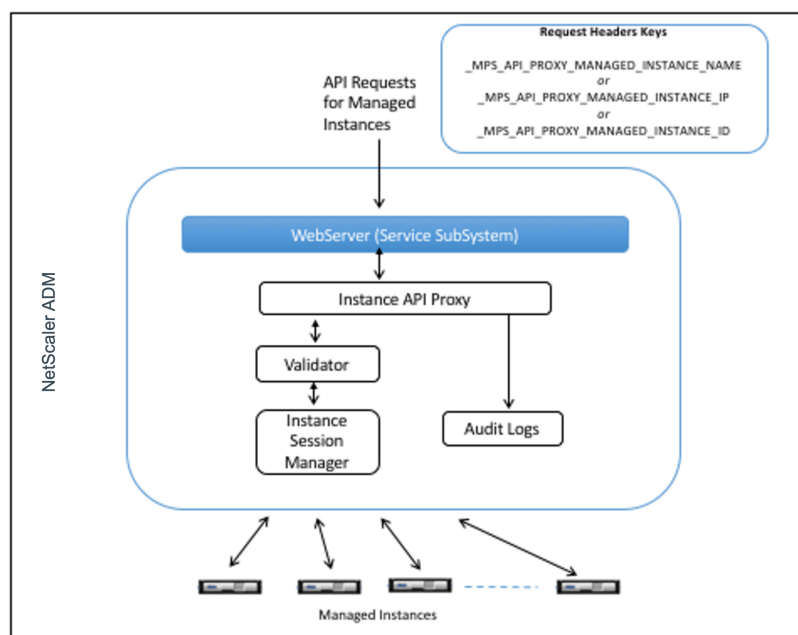 Request Headers Keys
_MPS_API_PROXY_MANAGED_INSTANCE_NAME
or
_MPS_API_PROXY_MANAGED_INSTANCE_IP
or
_MPS_API_PROXY_MANAGED_INSTANCE_ID
API Requests
for Managed
Instances
NetScaler ADM
WebServer (Service SubSystem)
Instance API Proxy
Validator
Instance
Session
Manager
Audit Logs
Managed Instances